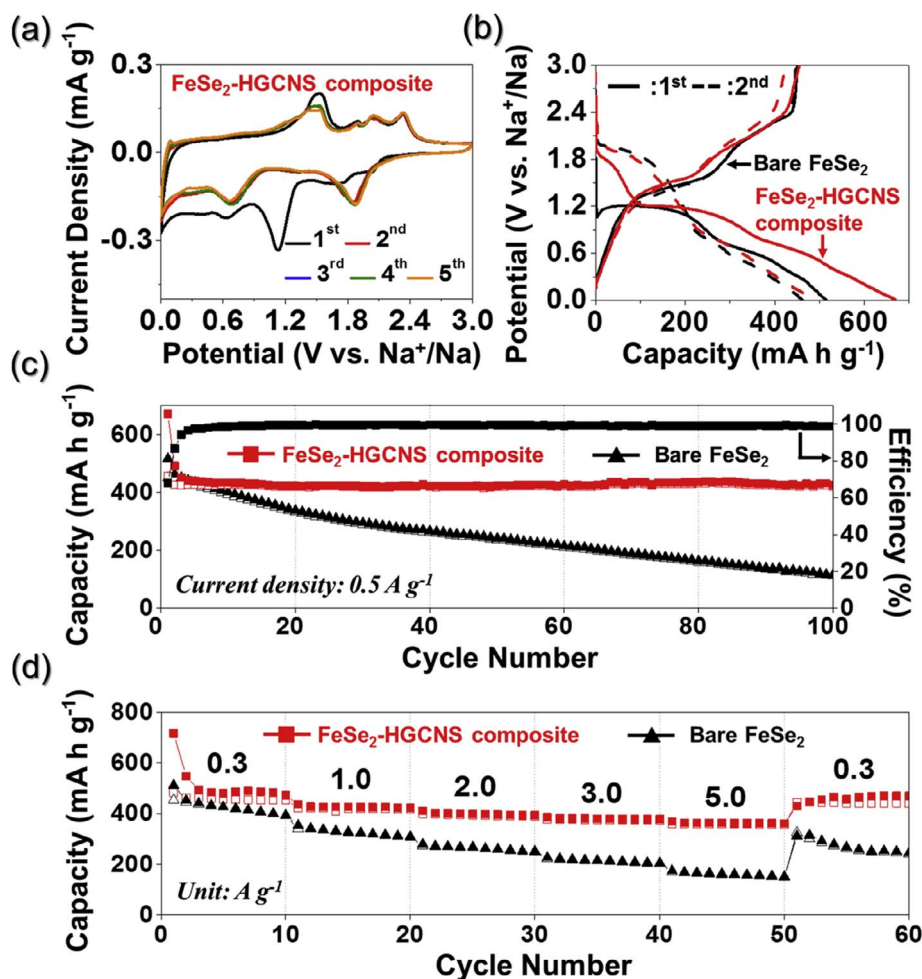 (a)
Current Density (mA g⁻¹)
0.3
0.0
-0.3
FeSe₂-HGCNS composite
1ˢᵗ 2ⁿᵈ
3ʳᵈ 4ᵗʰ 5ᵗʰ
0.0 0.6 1.2 1.8 2.4 3.0
Potential (V vs. Na⁺/Na)
(b)
Potential (V vs. Na⁺/Na)
3.0
2.4
1.8
1.2
0.6
0.0
:1ˢᵗ :2ⁿᵈ
Bare FeSe₂
FeSe₂-HGCNS
composite
0 200 400 600
Capacity (mA h g⁻¹)
(c)
Capacity (mA h g⁻¹)
600
400
200
0
FeSe₂-HGCNS composite Bare FeSe₂
Current density: 0.5 A g⁻¹
100
80
60
40
20
0
Efficiency (%)
0 20 40 60 80 100
Cycle Number
(d)
Capacity (mA h g⁻¹)
800
600
400
200
0
FeSe₂-HGCNS composite Bare FeSe₂
0.3 1.0 2.0 3.0 5.0 0.3
Unit: A g⁻¹
0 10 20 30 40 50 60
Cycle Number